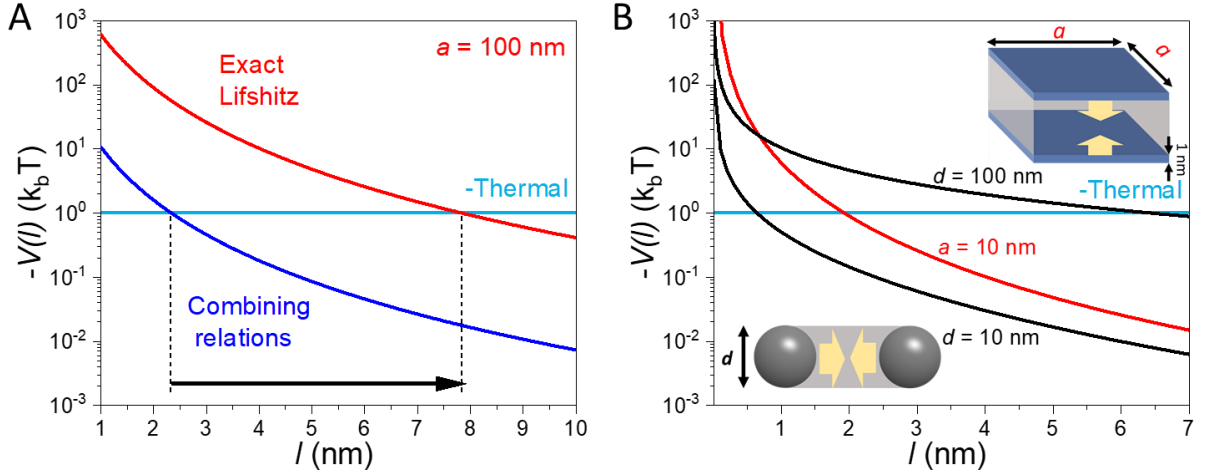 A
10³
10²
10¹
10⁰
10⁻¹
10⁻²
10⁻³
-V(l) (k_bT)
a = 100 nm
Exact
Lifshitz
-Thermal
Combining
relations
1 2 3 4 5 6 7 8 9 10
l (nm)
B
10³
10²
10¹
10⁰
10⁻¹
10⁻²
10⁻³
-V(l) (k_bT)
a
a
1 nm
d = 100 nm
-Thermal
a = 10 nm
d = 10 nm
d
1 2 3 4 5 6 7
l (nm)